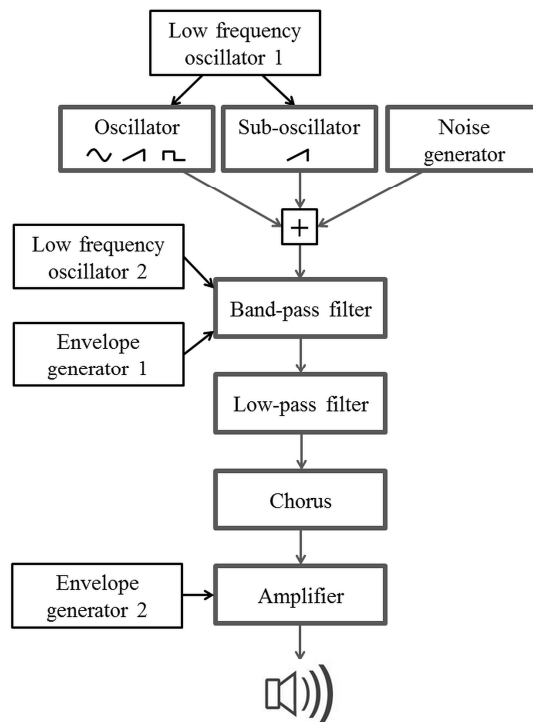 Low frequency
oscillator 1
Oscillator
Sub-oscillator
Noise
generator
+
Low frequency
oscillator 2
Band-pass filter
Envelope
generator 1
Low-pass filter
Chorus
Envelope
generator 2
Amplifier